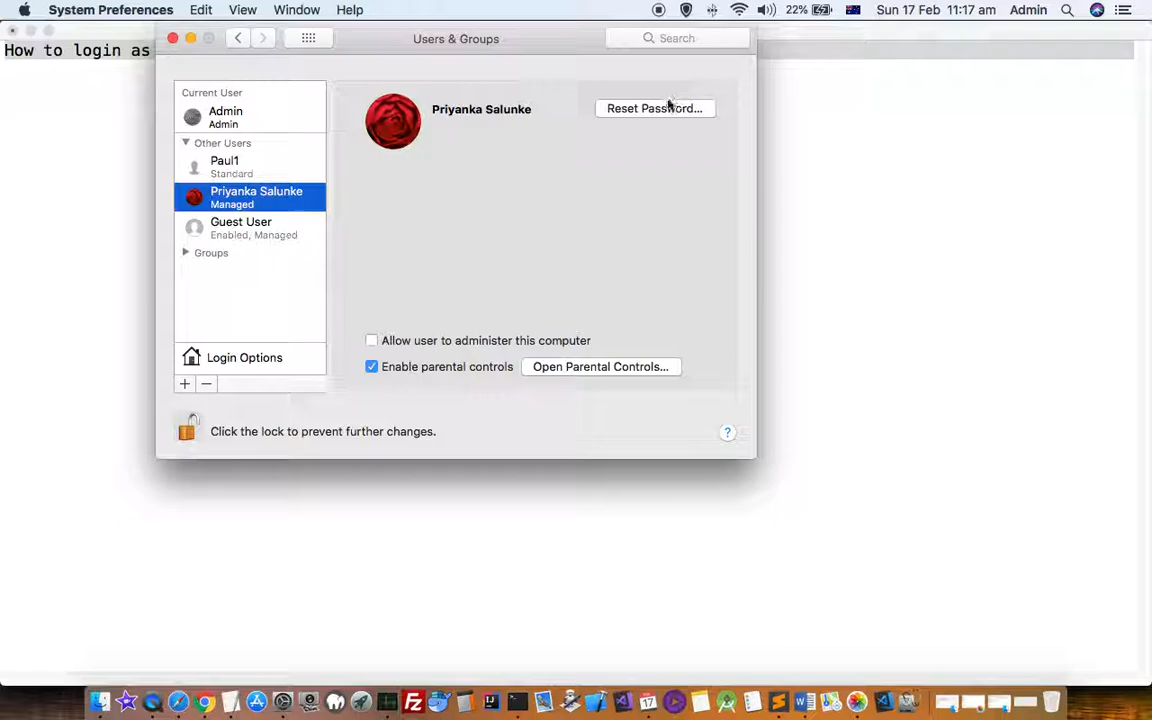 System Preferences Edit View Window Help 22% Sun 17 Feb 11:17 am Admin
How to login as
Users & Groups
Search
Current User
Admin
Admin
Other Users
Paul1
Standard
Priyanka Salunke
Managed
Guest User
Enabled, Managed
Groups
Login Options
+ −
Priyanka Salunke
Reset Password...
Allow user to administer this computer
Enable parental controls
Open Parental Controls...
Click the lock to prevent further changes.
?
Fz
17